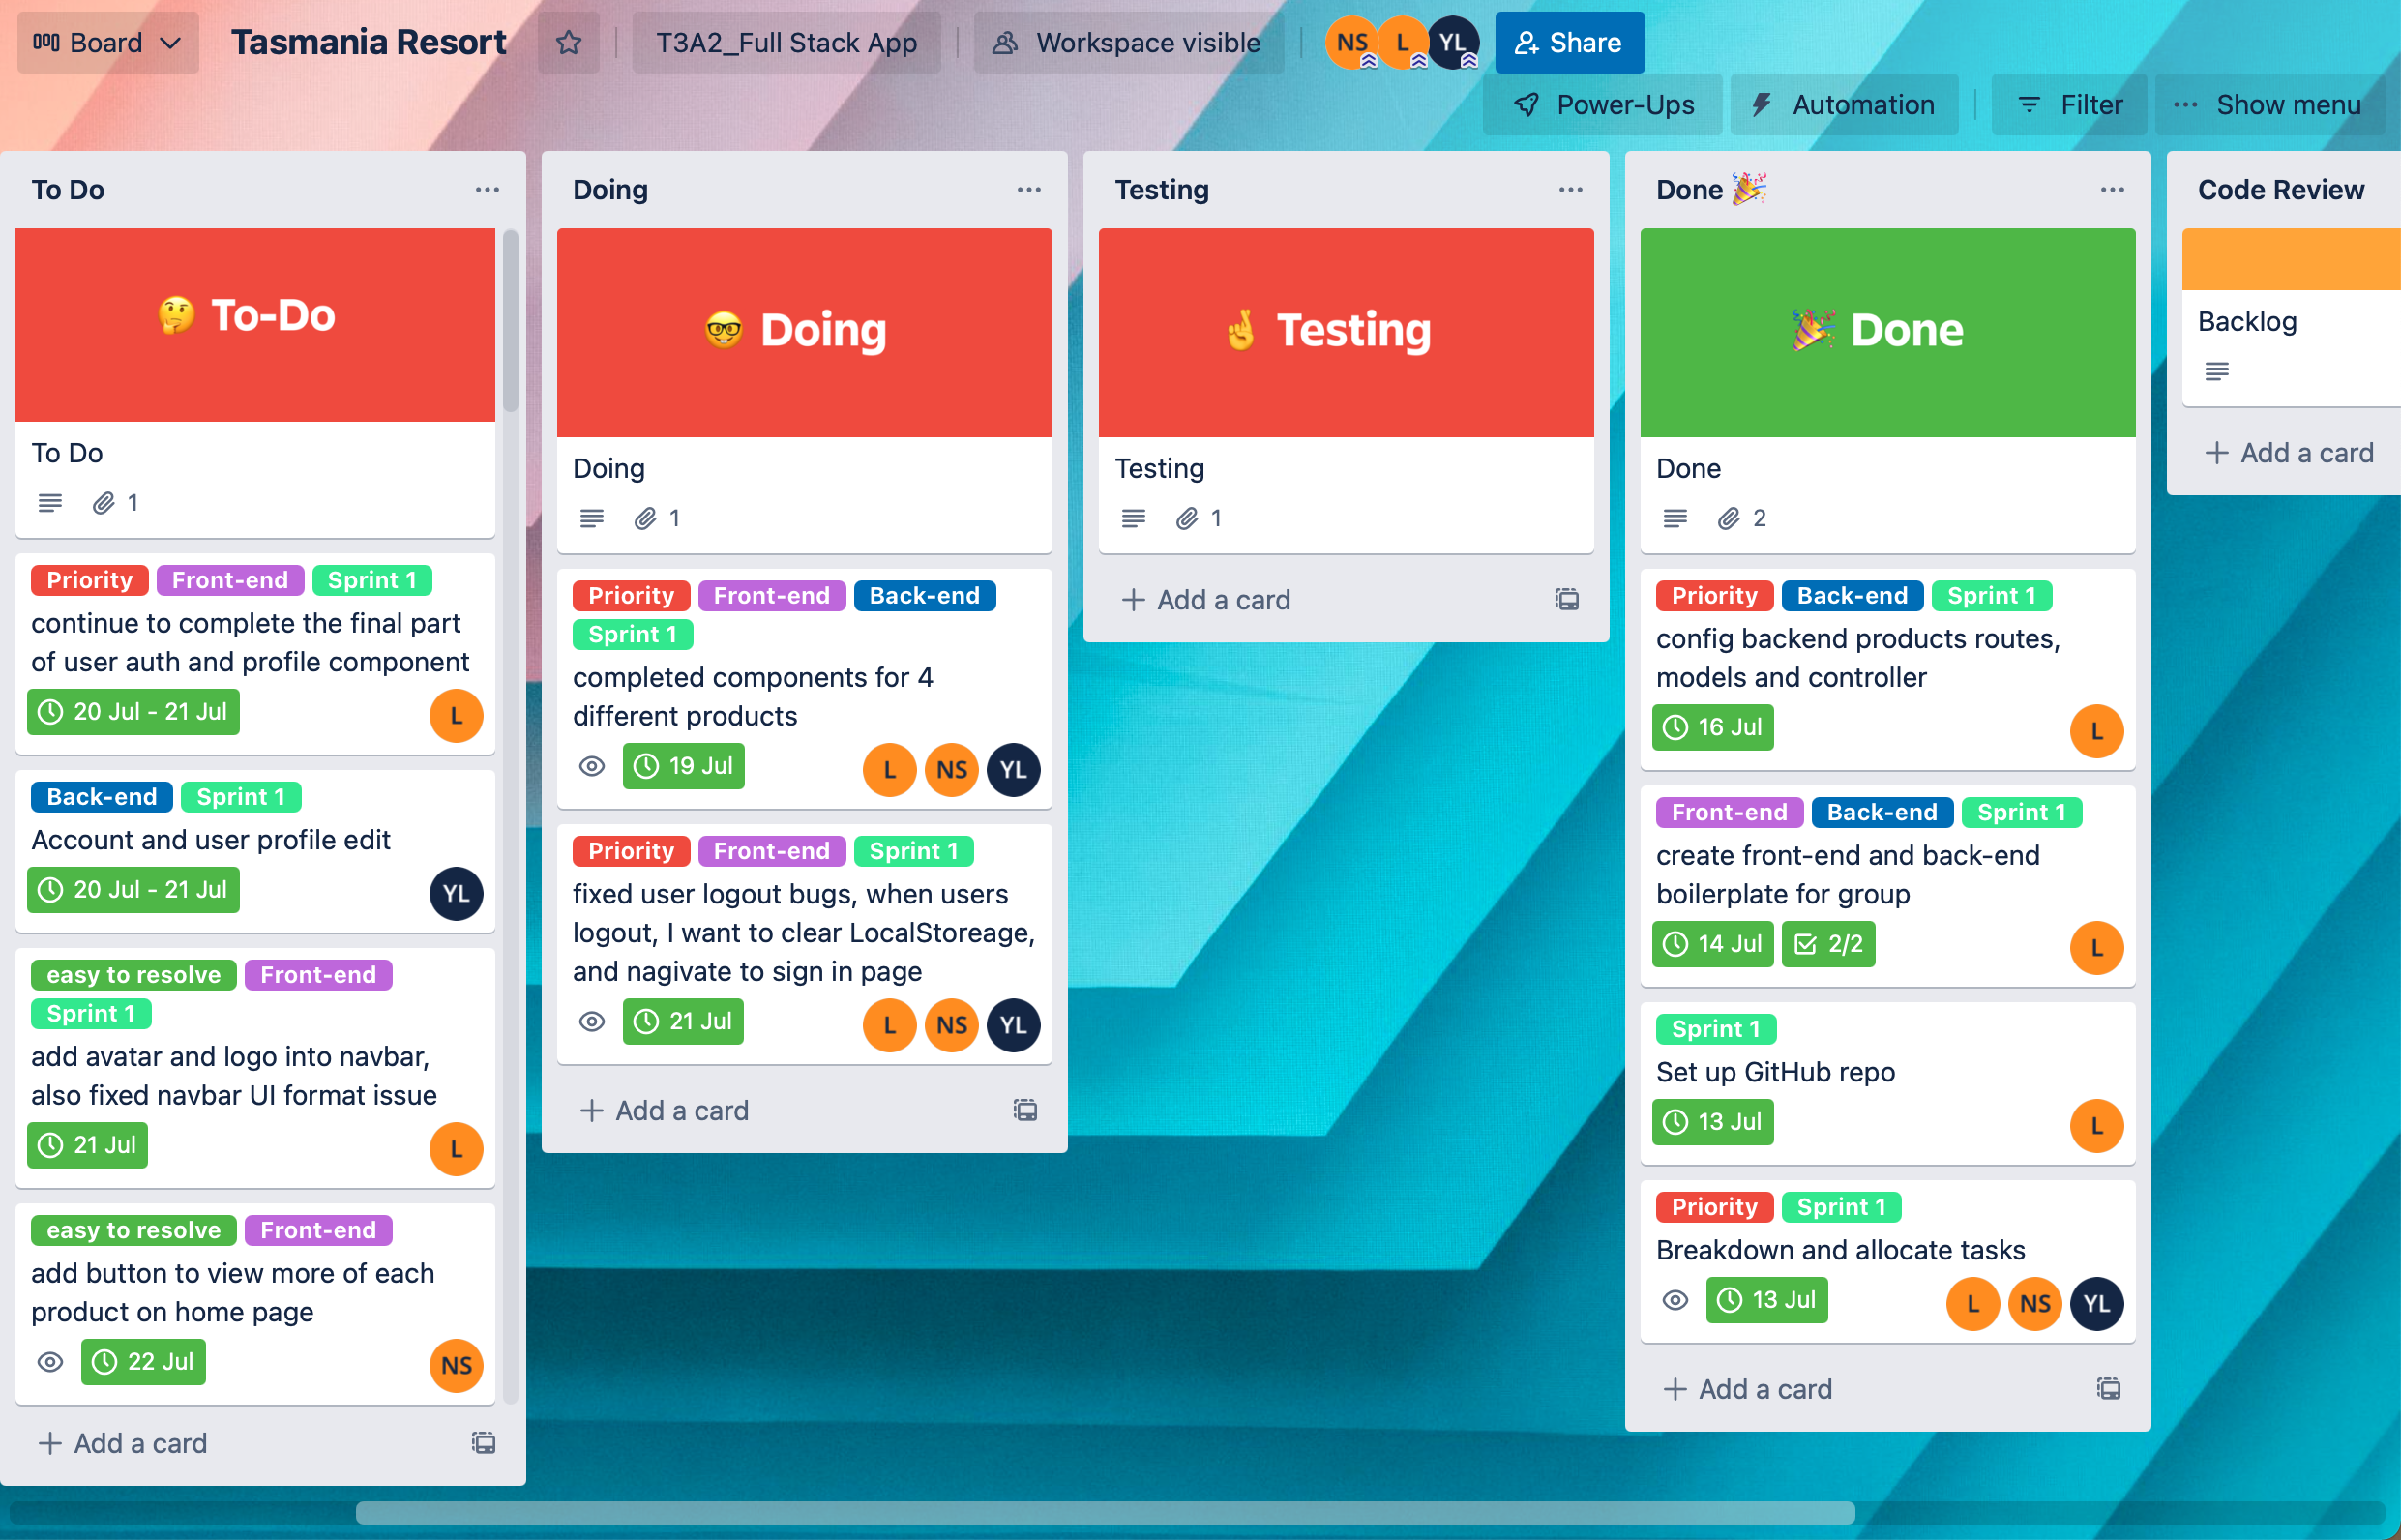 Board
Tasmania Resort
T3A2_Full Stack App
Workspace visible
NS
L
YL
Share
Power-Ups
Automation
Filter
Show menu
To Do
🤔 To-Do
To Do
1
Priority Front-end Sprint 1
continue to complete the final part
of user auth and profile component
20 Jul - 21 Jul
L
Back-end Sprint 1
Account and user profile edit
20 Jul - 21 Jul
YL
easy to resolve Front-end
Sprint 1
add avatar and logo into navbar,
also fixed navbar UI format issue
21 Jul
L
easy to resolve Front-end
add button to view more of each
product on home page
22 Jul
NS
+ Add a card
Doing
🤓 Doing
Doing
1
Priority Front-end Back-end
Sprint 1
completed components for 4
different products
19 Jul
L NS YL
Priority Front-end Sprint 1
fixed user logout bugs, when users
logout, I want to clear LocalStoreage,
and nagivate to sign in page
21 Jul
L NS YL
+ Add a card
Testing
🤞 Testing
Testing
1
+ Add a card
Done 🎉
🎉 Done
Done
2
Priority Back-end Sprint 1
config backend products routes,
models and controller
16 Jul
L
Front-end Back-end Sprint 1
create front-end and back-end
boilerplate for group
14 Jul 2/2
L
Sprint 1
Set up GitHub repo
13 Jul
L
Priority Sprint 1
Breakdown and allocate tasks
13 Jul
L NS YL
+ Add a card
Code Review
Backlog
+ Add a card